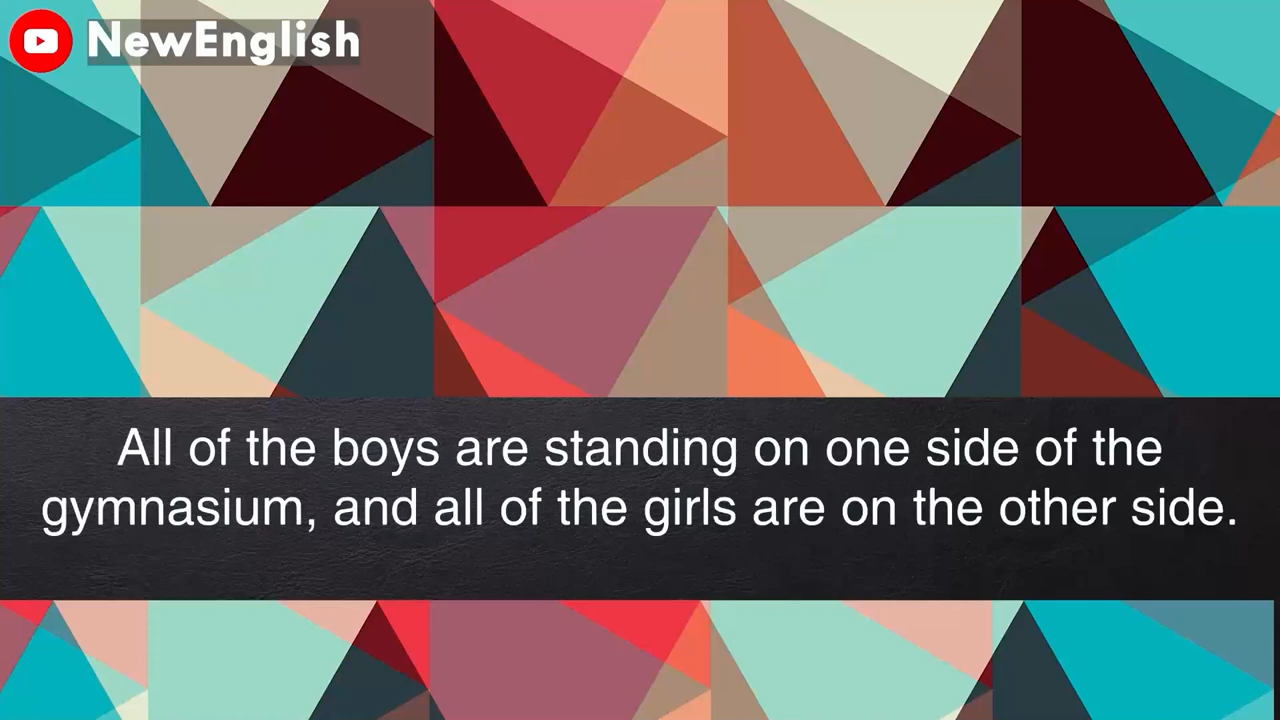 NewEnglish
All of the boys are standing on one side of the
gymnasium, and all of the girls are on the other side.